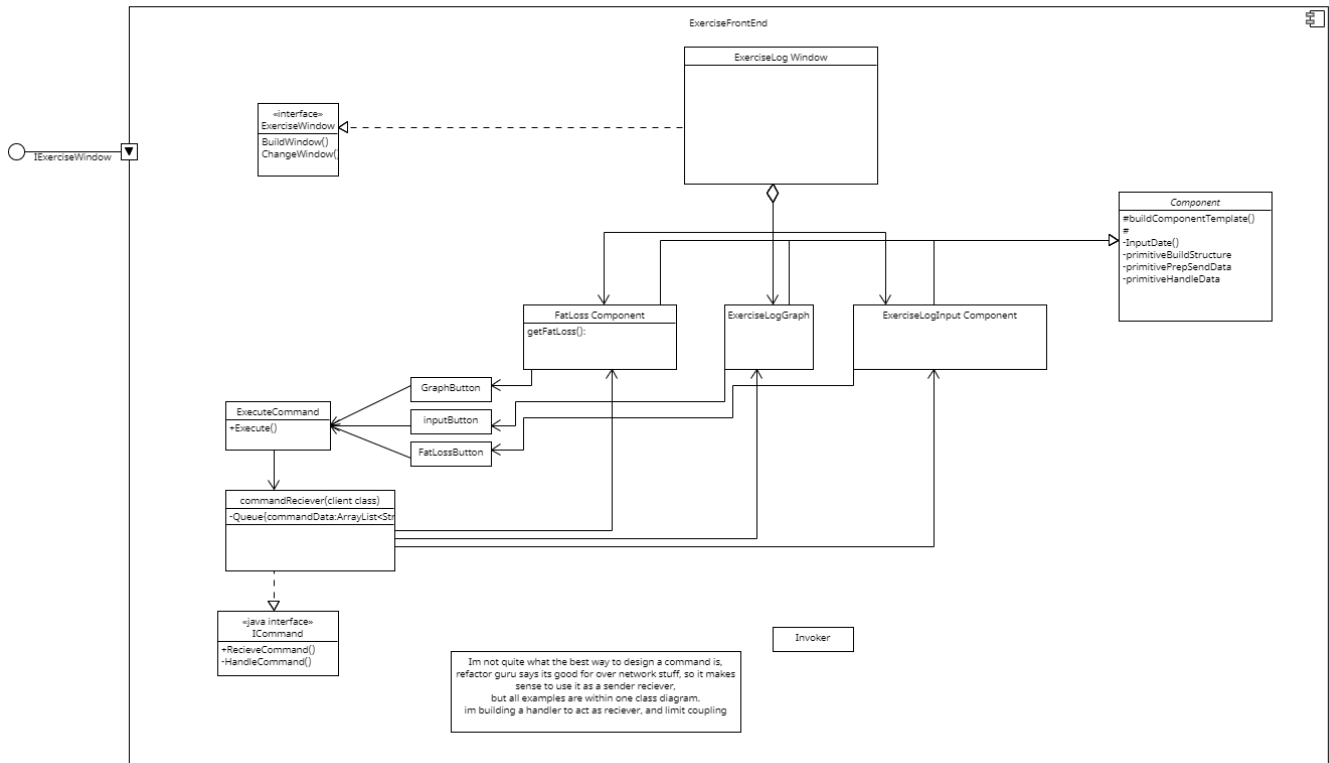 ExerciseFrontEnd
ExerciseLog Window
«interface»
ExerciseWindow
BuildWindow()
ChangeWindow(
IExerciseWindow
Component
#buildComponentTemplate()
#
-InputDate()
-primitiveBuildStructure
-primitivePrepSendData
-primitiveHandleData
FatLoss Component
getFatLoss():
ExerciseLogGraph
ExerciseLogInput Component
GraphButton
inputButton
FatLossButton
ExecuteCommand
+Execute()
commandReciever(client class)
-Queue{commandData:ArrayList<Str
«java interface»
ICommand
+RecieveCommand()
-HandleCommand()
Invoker
Im not quite what the best way to design a command is,
refactor guru says its good for over network stuff, so it makes
sense to use it as a sender reciever,
but all examples are within one class diagram.
im building a handler to act as reciever, and limit coupling